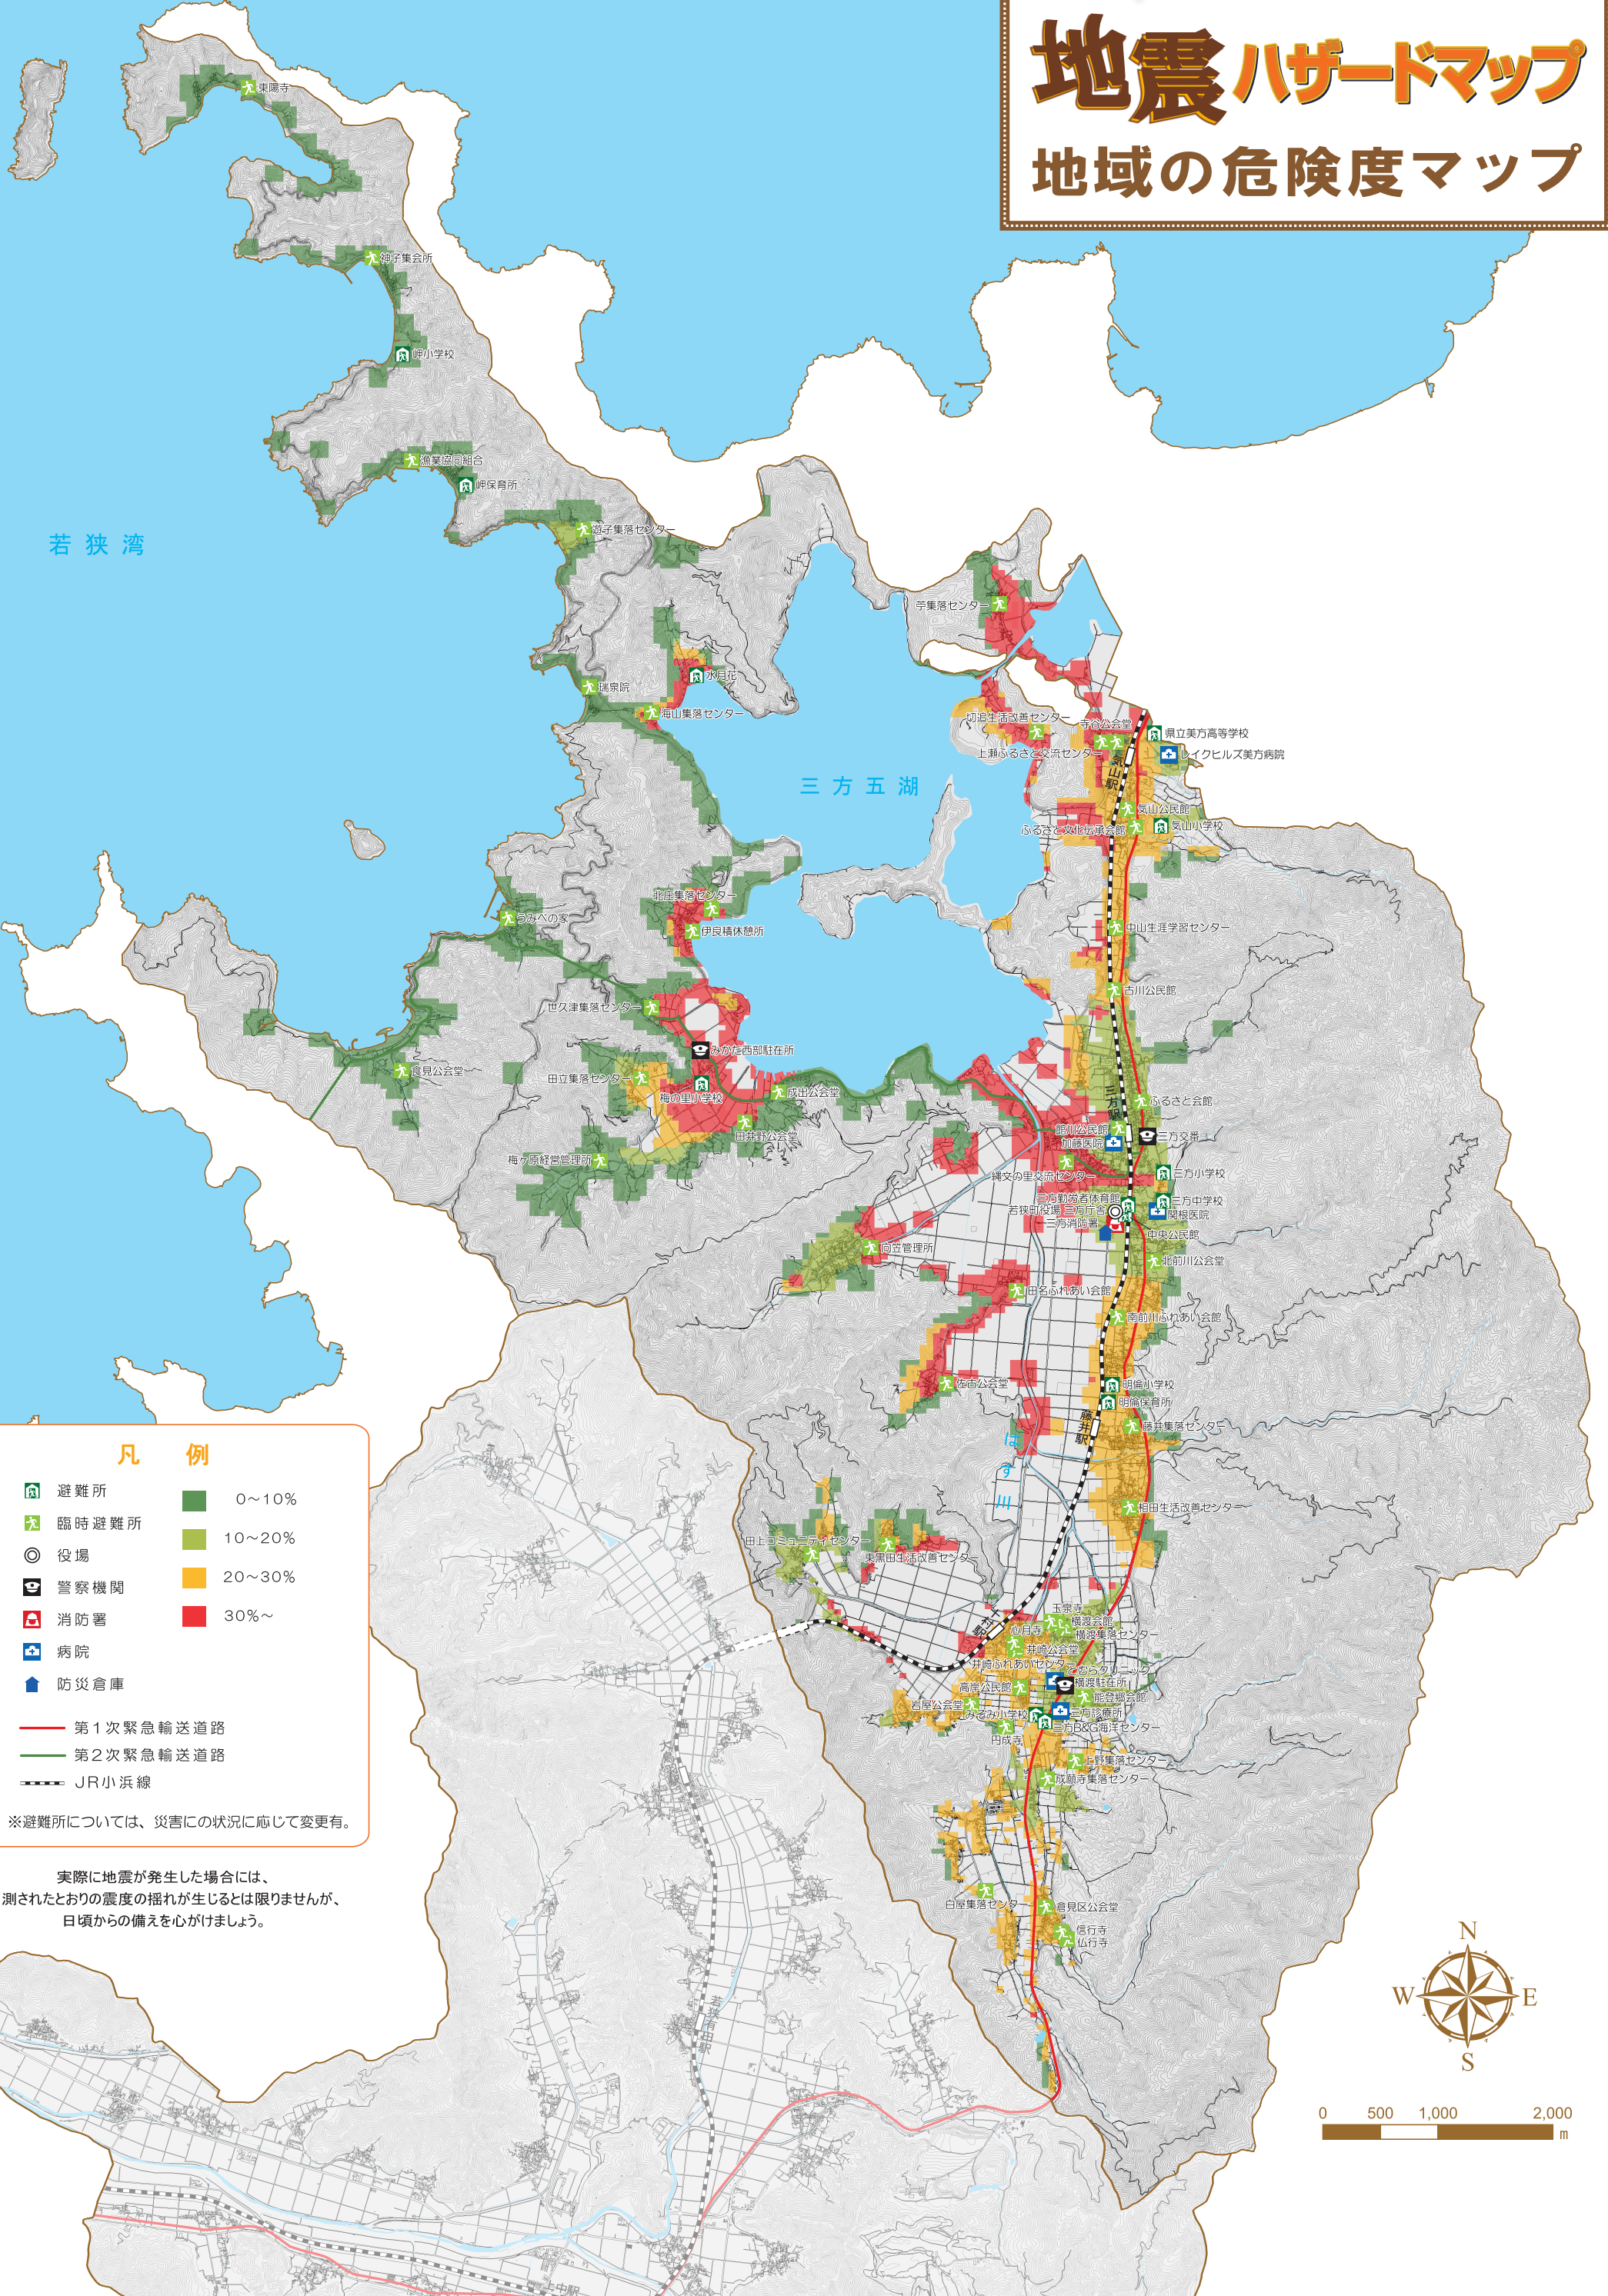 地震ハザードマップ
地域の危険度マップ
東陽寺
神子集会所
岬小学校
漁業協同組合
岬保育所
遊子集落センター
若狭湾
苧集落センター
水月花
瑞泉院
海山集落センター
切追生活改善センター
寺谷公会堂
県立美方高等学校
上瀬ふるさと交流センター
レイクヒルズ美方病院
気山駅
三方五湖
気山公民館
ふるさと文化伝承会館
気山小学校
北庄集落センター
うみべの家
伊良積休憩所
中山生涯学習センター
古川公民館
世久津集落センター
みかた西部駐在所
食見公会堂
田立集落センター
梅の里小学校
成出公会堂
三方駅
ふるさと会館
田井野公会堂
館川公民館
三方交番
加藤医院
梅ヶ原経営管理所
縄文の里交流センター
三方小学校
三方勤労者体育館
三方中学校
若狭町役場 三方庁舎
関根医院
三方消防署
中央公民館
向笠管理所
北前川公会堂
田名ふれあい会館
南前川ふれあい会館
佐古公会堂
明倫小学校
明倫保育所
藤井集落センター
藤井駅
はす川
相田生活改善センター
田上コミュニティセンター
東黒田生活改善センター
玉泉寺
横渡会館
心月寺
横渡集落センター
十村駅
井崎公会堂
井崎ふれあいセンター
とむらクリニック
高岸公民館
横渡駐在所
能登郷会館
岩屋公会堂
みそみ小学校
三方診療所
三方B&G海洋センター
円成寺
上野集落センター
成願寺集落センター
大鳥羽駅
白屋集落センター
倉見区公会堂
信行寺
仏行寺
若狭有田駅
上中駅
凡例
避難所
臨時避難所
役場
警察機関
消防署
病院
防災倉庫
0～10%
10～20%
20～30%
30%～
第1次緊急輸送道路
第2次緊急輸送道路
JR小浜線
※避難所については、災害にの状況に応じて変更有。
実際に地震が発生した場合には、
測されたとおりの震度の揺れが生じるとは限りませんが、
日頃からの備えを心がけましょう。
N
W
E
S
0 500 1,000 2,000
m